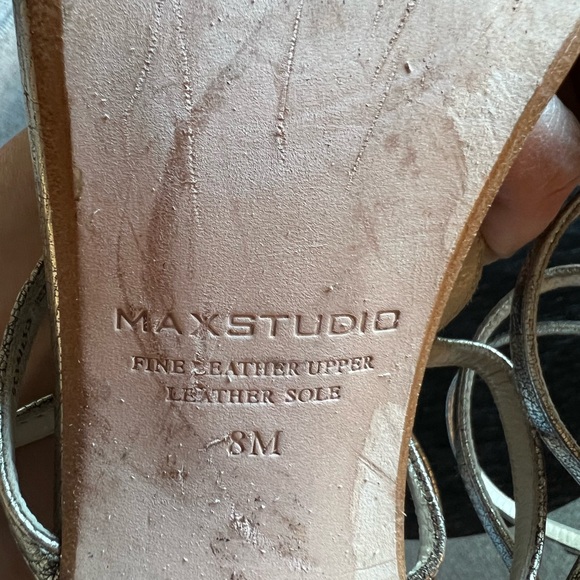 MAXSTUDIO
FINE LEATHER UPPER
LEATHER SOLE
8M